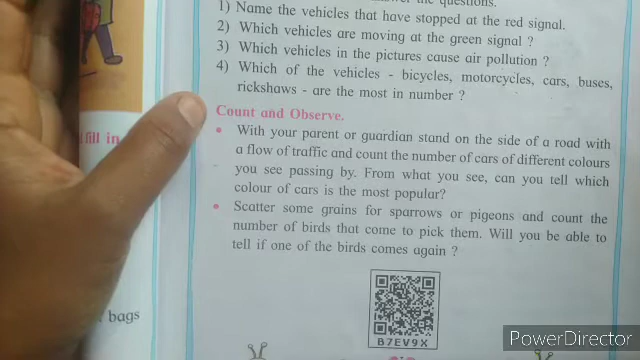 the questions.
1) Name the vehicles that have stopped at the red signal.
2) Which vehicles are moving at the green signal ?
3) Which vehicles in the pictures cause air pollution ?
4) Which of the vehicles - bicycles, motorcycles, cars, buses,
rickshaws - are the most in number ?
fill in
Count and Observe.
• With your parent or guardian stand on the side of a road with
a flow of traffic and count the number of cars of different colours
you see passing by. From what you see, can you tell which
colour of cars is the most popular?
• Scatter some grains for sparrows or pigeons and count the
number of birds that come to pick them. Will you be able to
tell if one of the birds comes again ?
bags
B7EV9X
PowerDirector